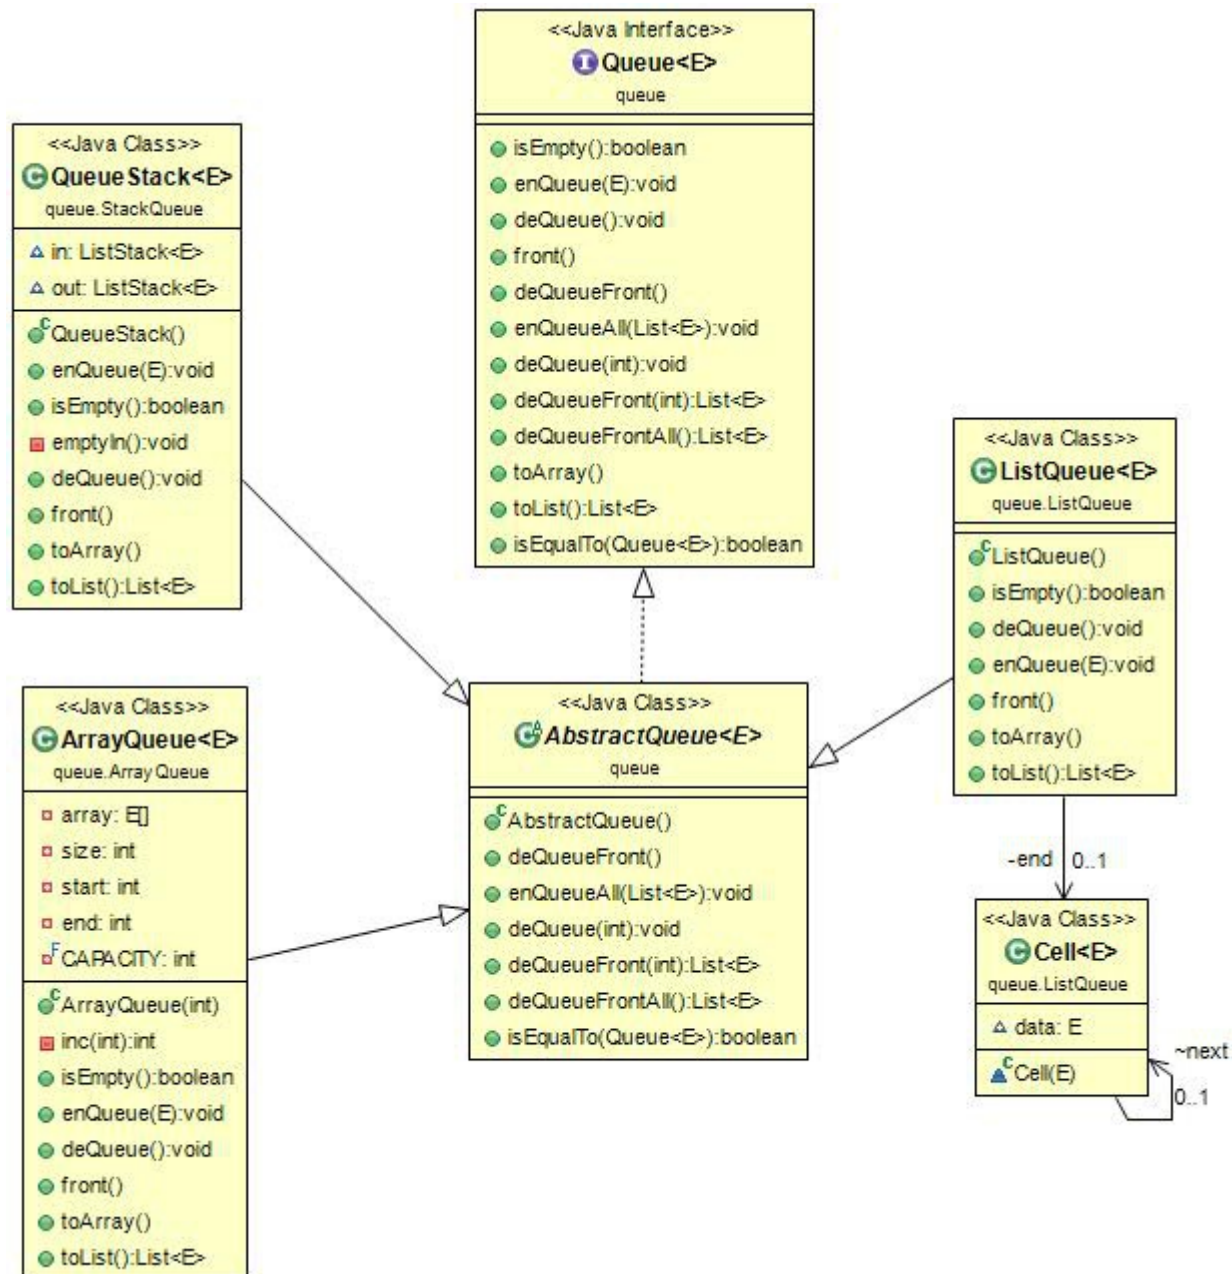 <<Java Interface>>
Queue<E>
queue
isEmpty():boolean
enQueue(E):void
deQueue():void
front()
deQueueFront()
enQueueAll(List<E>):void
deQueue(int):void
deQueueFront(int):List<E>
deQueueFrontAll():List<E>
toArray()
toList():List<E>
isEqualTo(Queue<E>):boolean
<<Java Class>>
QueueStack<E>
queue.StackQueue
in: ListStack<E>
out: ListStack<E>
QueueStack()
enQueue(E):void
isEmpty():boolean
emptyIn():void
deQueue():void
front()
toArray()
toList():List<E>
<<Java Class>>
ListQueue<E>
queue.ListQueue
ListQueue()
isEmpty():boolean
deQueue():void
enQueue(E):void
front()
toArray()
toList():List<E>
<<Java Class>>
ArrayQueue<E>
queue.ArrayQueue
array: E[]
size: int
start: int
end: int
CAPACITY: int
ArrayQueue(int)
inc(int):int
isEmpty():boolean
enQueue(E):void
deQueue():void
front()
toArray()
toList():List<E>
<<Java Class>>
AbstractQueue<E>
queue
AbstractQueue()
deQueueFront()
enQueueAll(List<E>):void
deQueue(int):void
deQueueFront(int):List<E>
deQueueFrontAll():List<E>
isEqualTo(Queue<E>):boolean
-end 0..1
<<Java Class>>
Cell<E>
queue.ListQueue
data: E
Cell(E)
~next
0..1